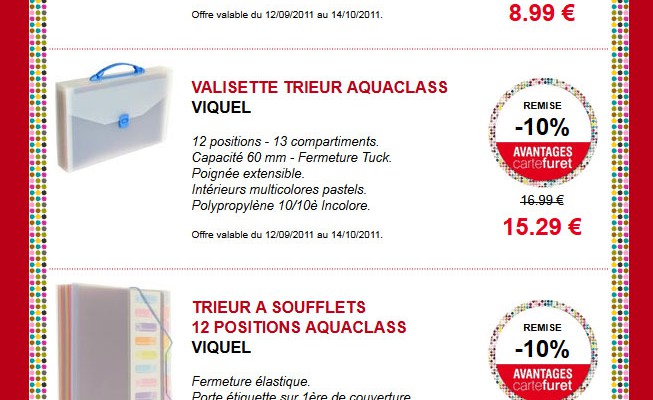 Offre valable du 12/09/2011 au 14/10/2011.
8.99 €
VALISETTE TRIEUR AQUACLASS
VIQUEL
12 positions - 13 compartiments.
Capacité 60 mm - Fermeture Tuck.
Poignée extensible.
Intérieurs multicolores pastels.
Polypropylène 10/10è Incolore.
Offre valable du 12/09/2011 au 14/10/2011.
REMISE
-10%
AVANTAGES
cartefuret
16.99 €
15.29 €
TRIEUR A SOUFFLETS
12 POSITIONS AQUACLASS
VIQUEL
Fermeture élastique.
Porte étiquette sur 1ère de couverture.
REMISE
-10%
AVANTAGES
cartefuret